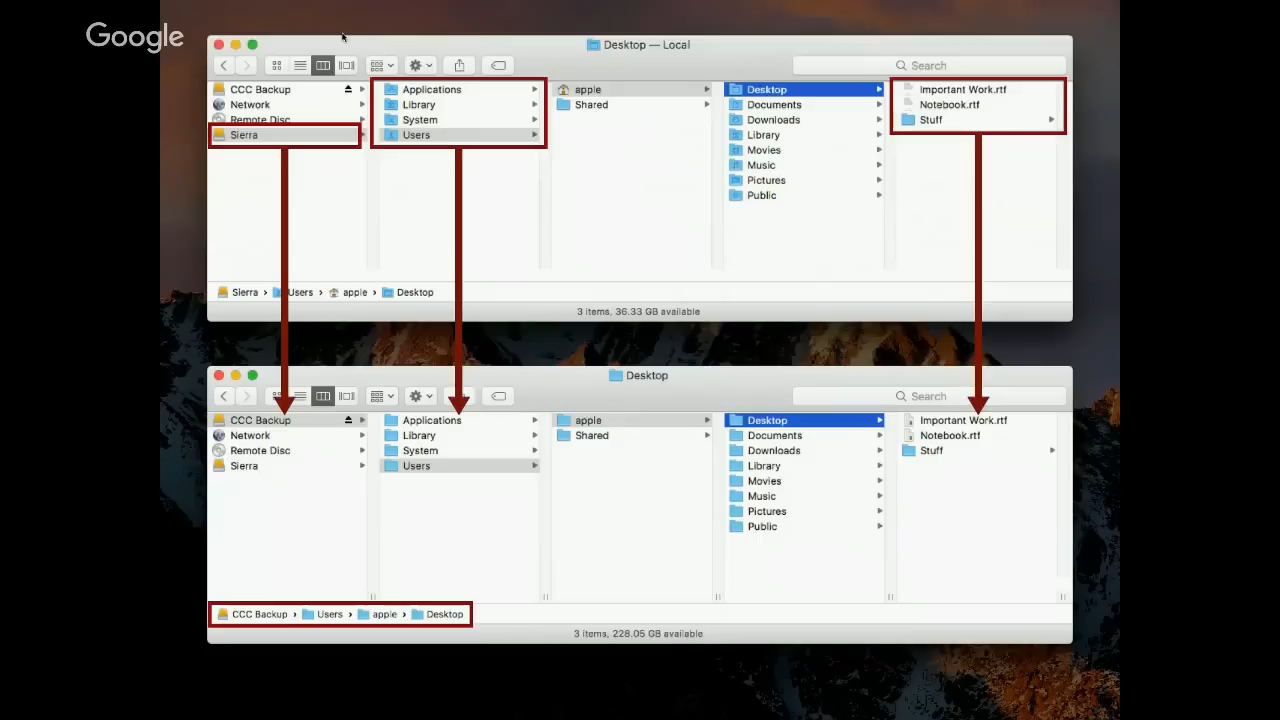 Google
Desktop — Local
Search
CCC Backup
Network
Remote Disc
Sierra
Applications
Library
System
Users
apple
Shared
Desktop
Documents
Downloads
Library
Movies
Music
Pictures
Public
Important Work.rtf
Notebook.rtf
Stuff
Sierra › Users › apple › Desktop
3 items, 36.33 GB available
Desktop
Search
CCC Backup
Network
Remote Disc
Sierra
Applications
Library
System
Users
apple
Shared
Desktop
Documents
Downloads
Library
Movies
Music
Pictures
Public
Important Work.rtf
Notebook.rtf
Stuff
CCC Backup › Users › apple › Desktop
3 items, 228.05 GB available